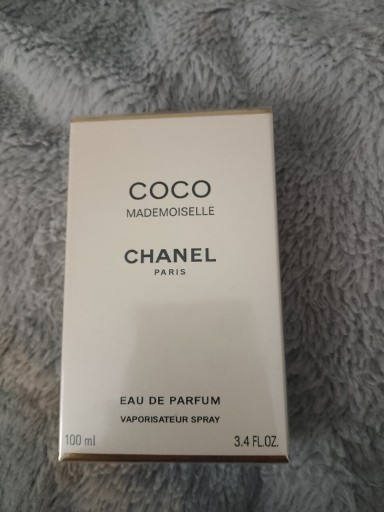 COCO
MADEMOISELLE
CHANEL
PARIS
EAU DE PARFUM
VAPORISATEUR SPRAY
100 ml 3.4 FL.OZ.